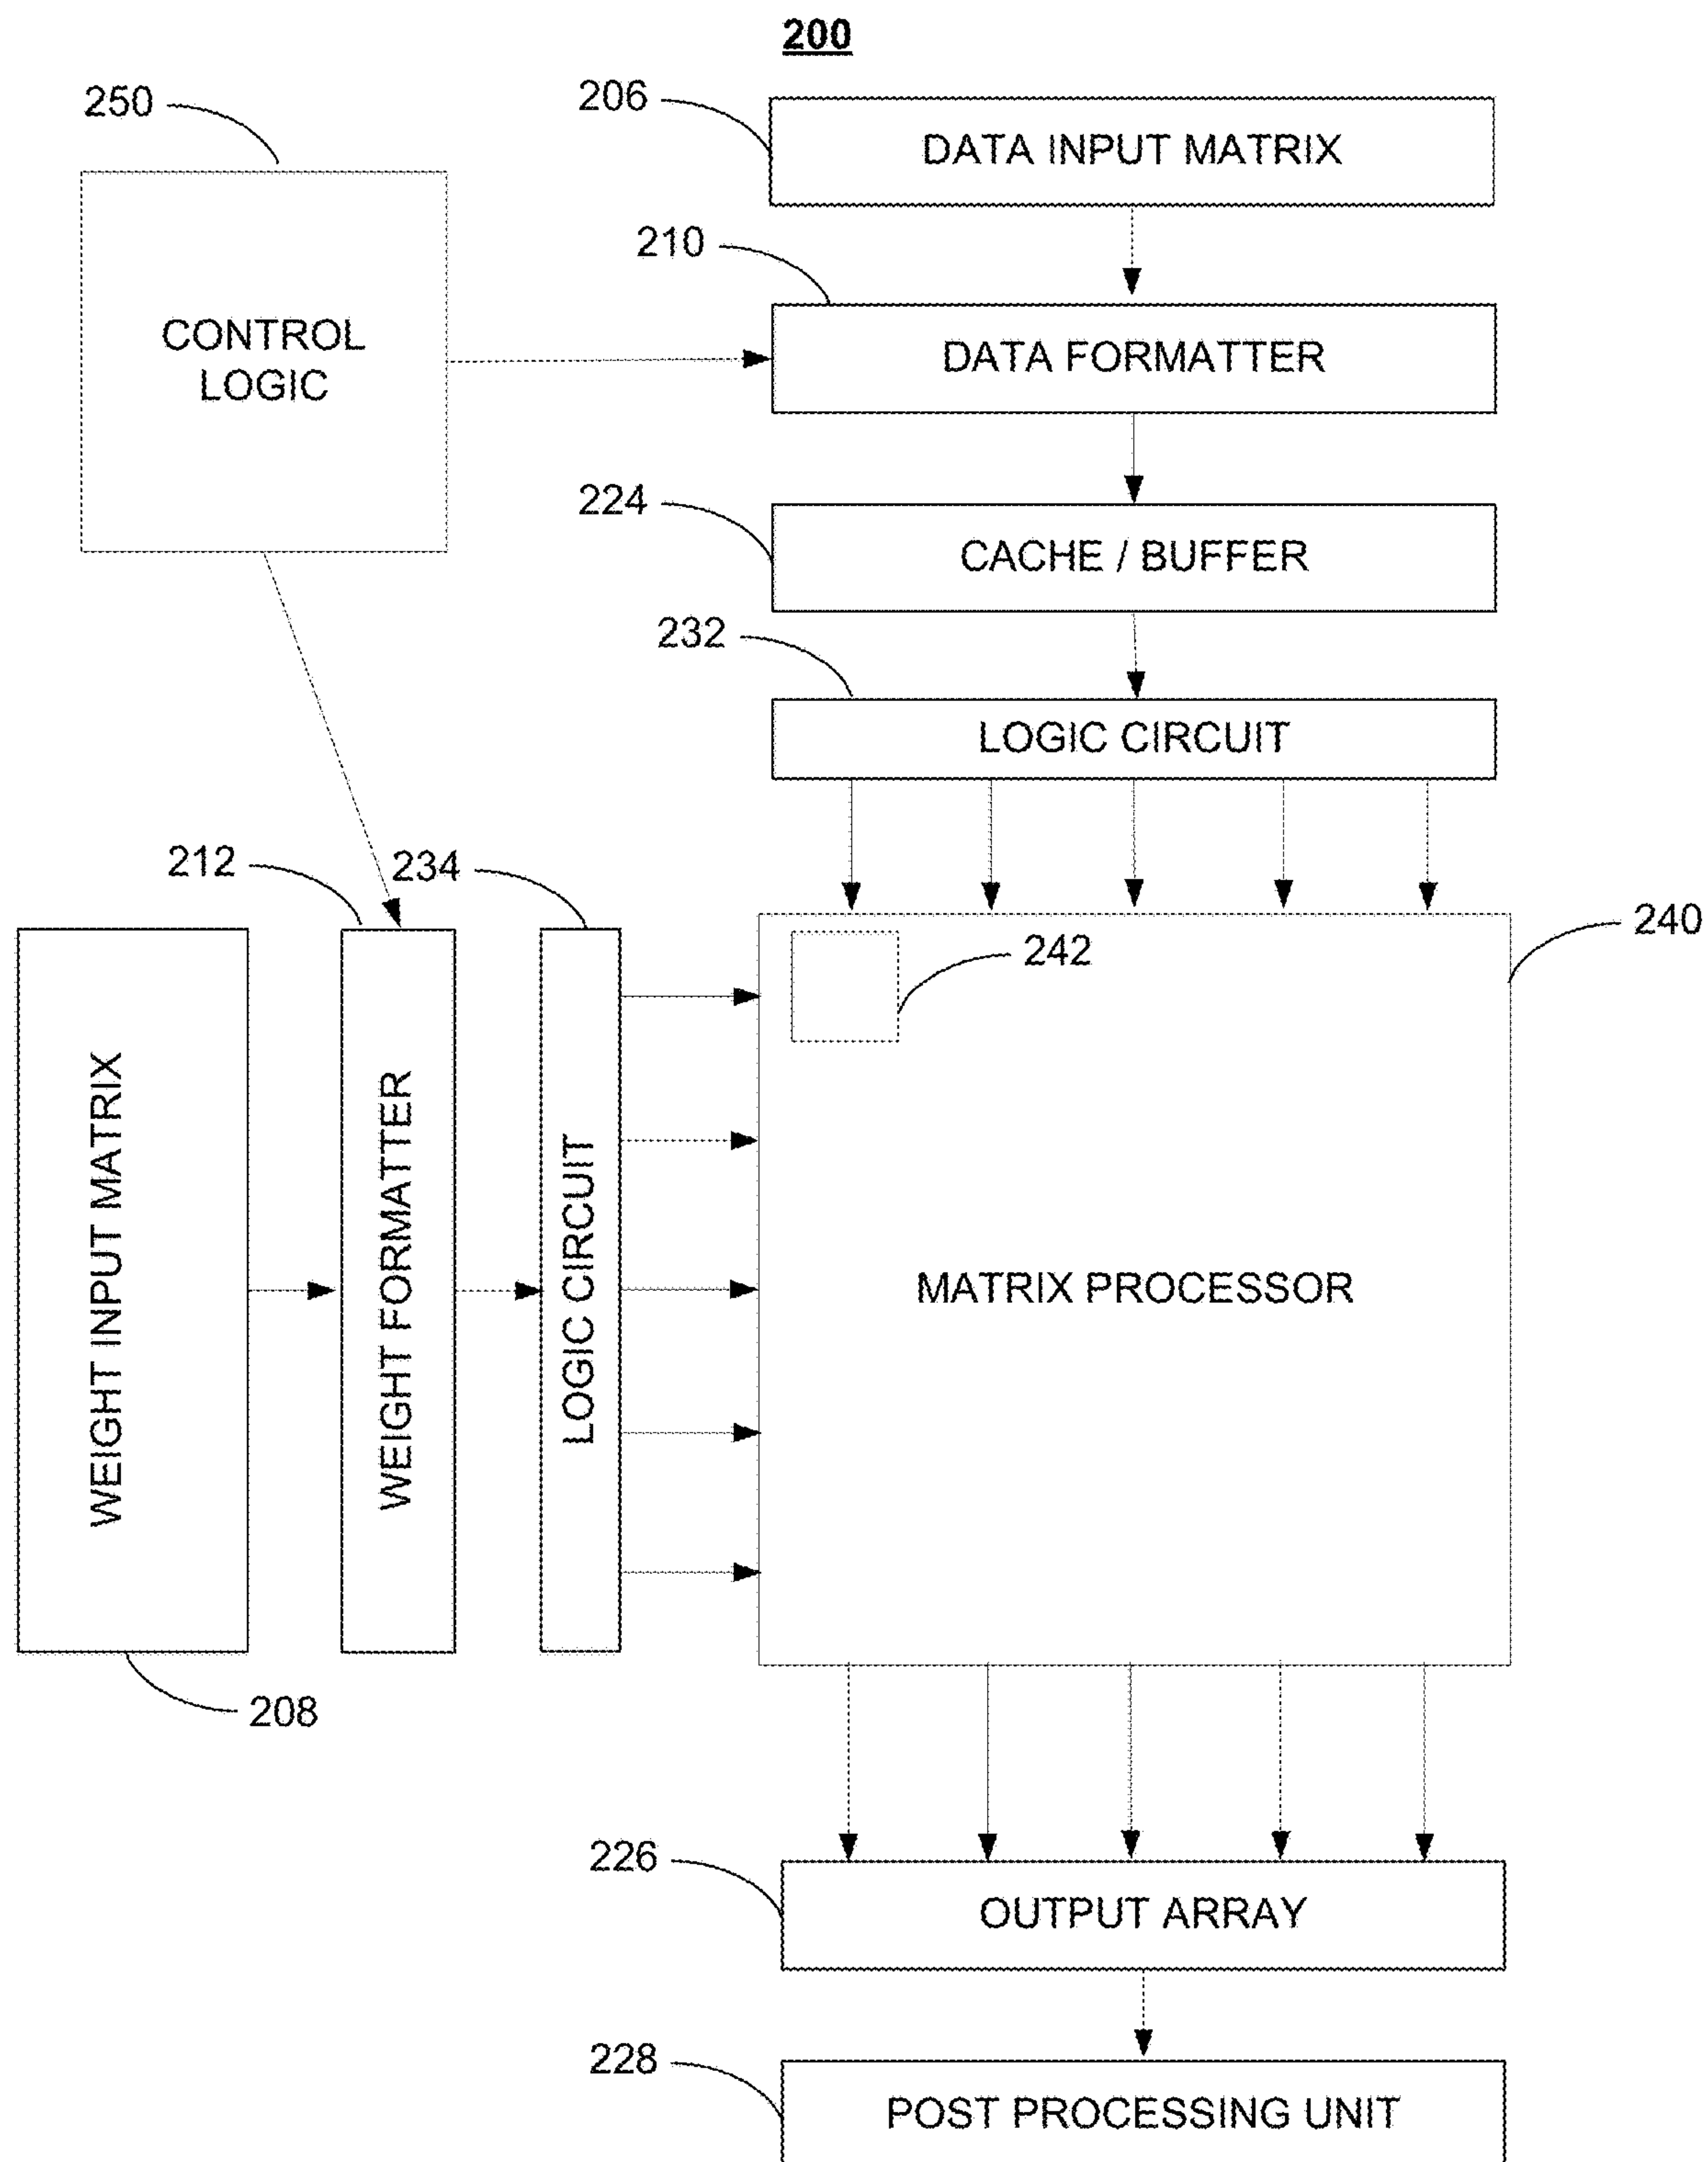 200
250
206
DATA INPUT MATRIX
210
CONTROL
LOGIC
DATA FORMATTER
224
CACHE / BUFFER
232
LOGIC CIRCUIT
212
234
240
242
WEIGHT INPUT MATRIX
WEIGHT FORMATTER
LOGIC CIRCUIT
MATRIX PROCESSOR
208
226
OUTPUT ARRAY
228
POST PROCESSING UNIT